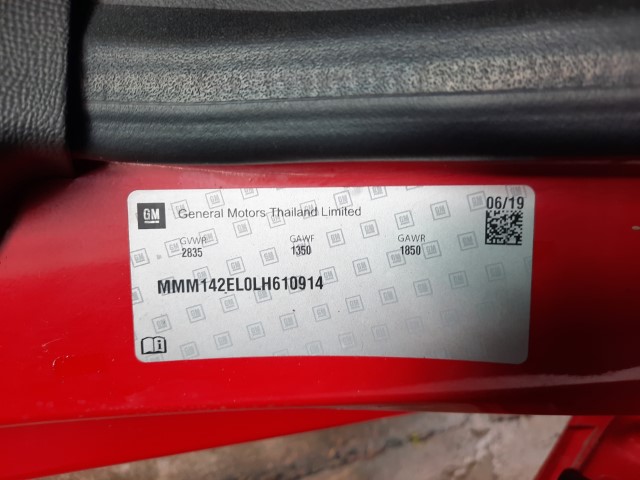 GM General Motors Thailand Limited 06/19
GVWR GAWF GAWR
2835 1350 1850
MMM142EL0LH610914